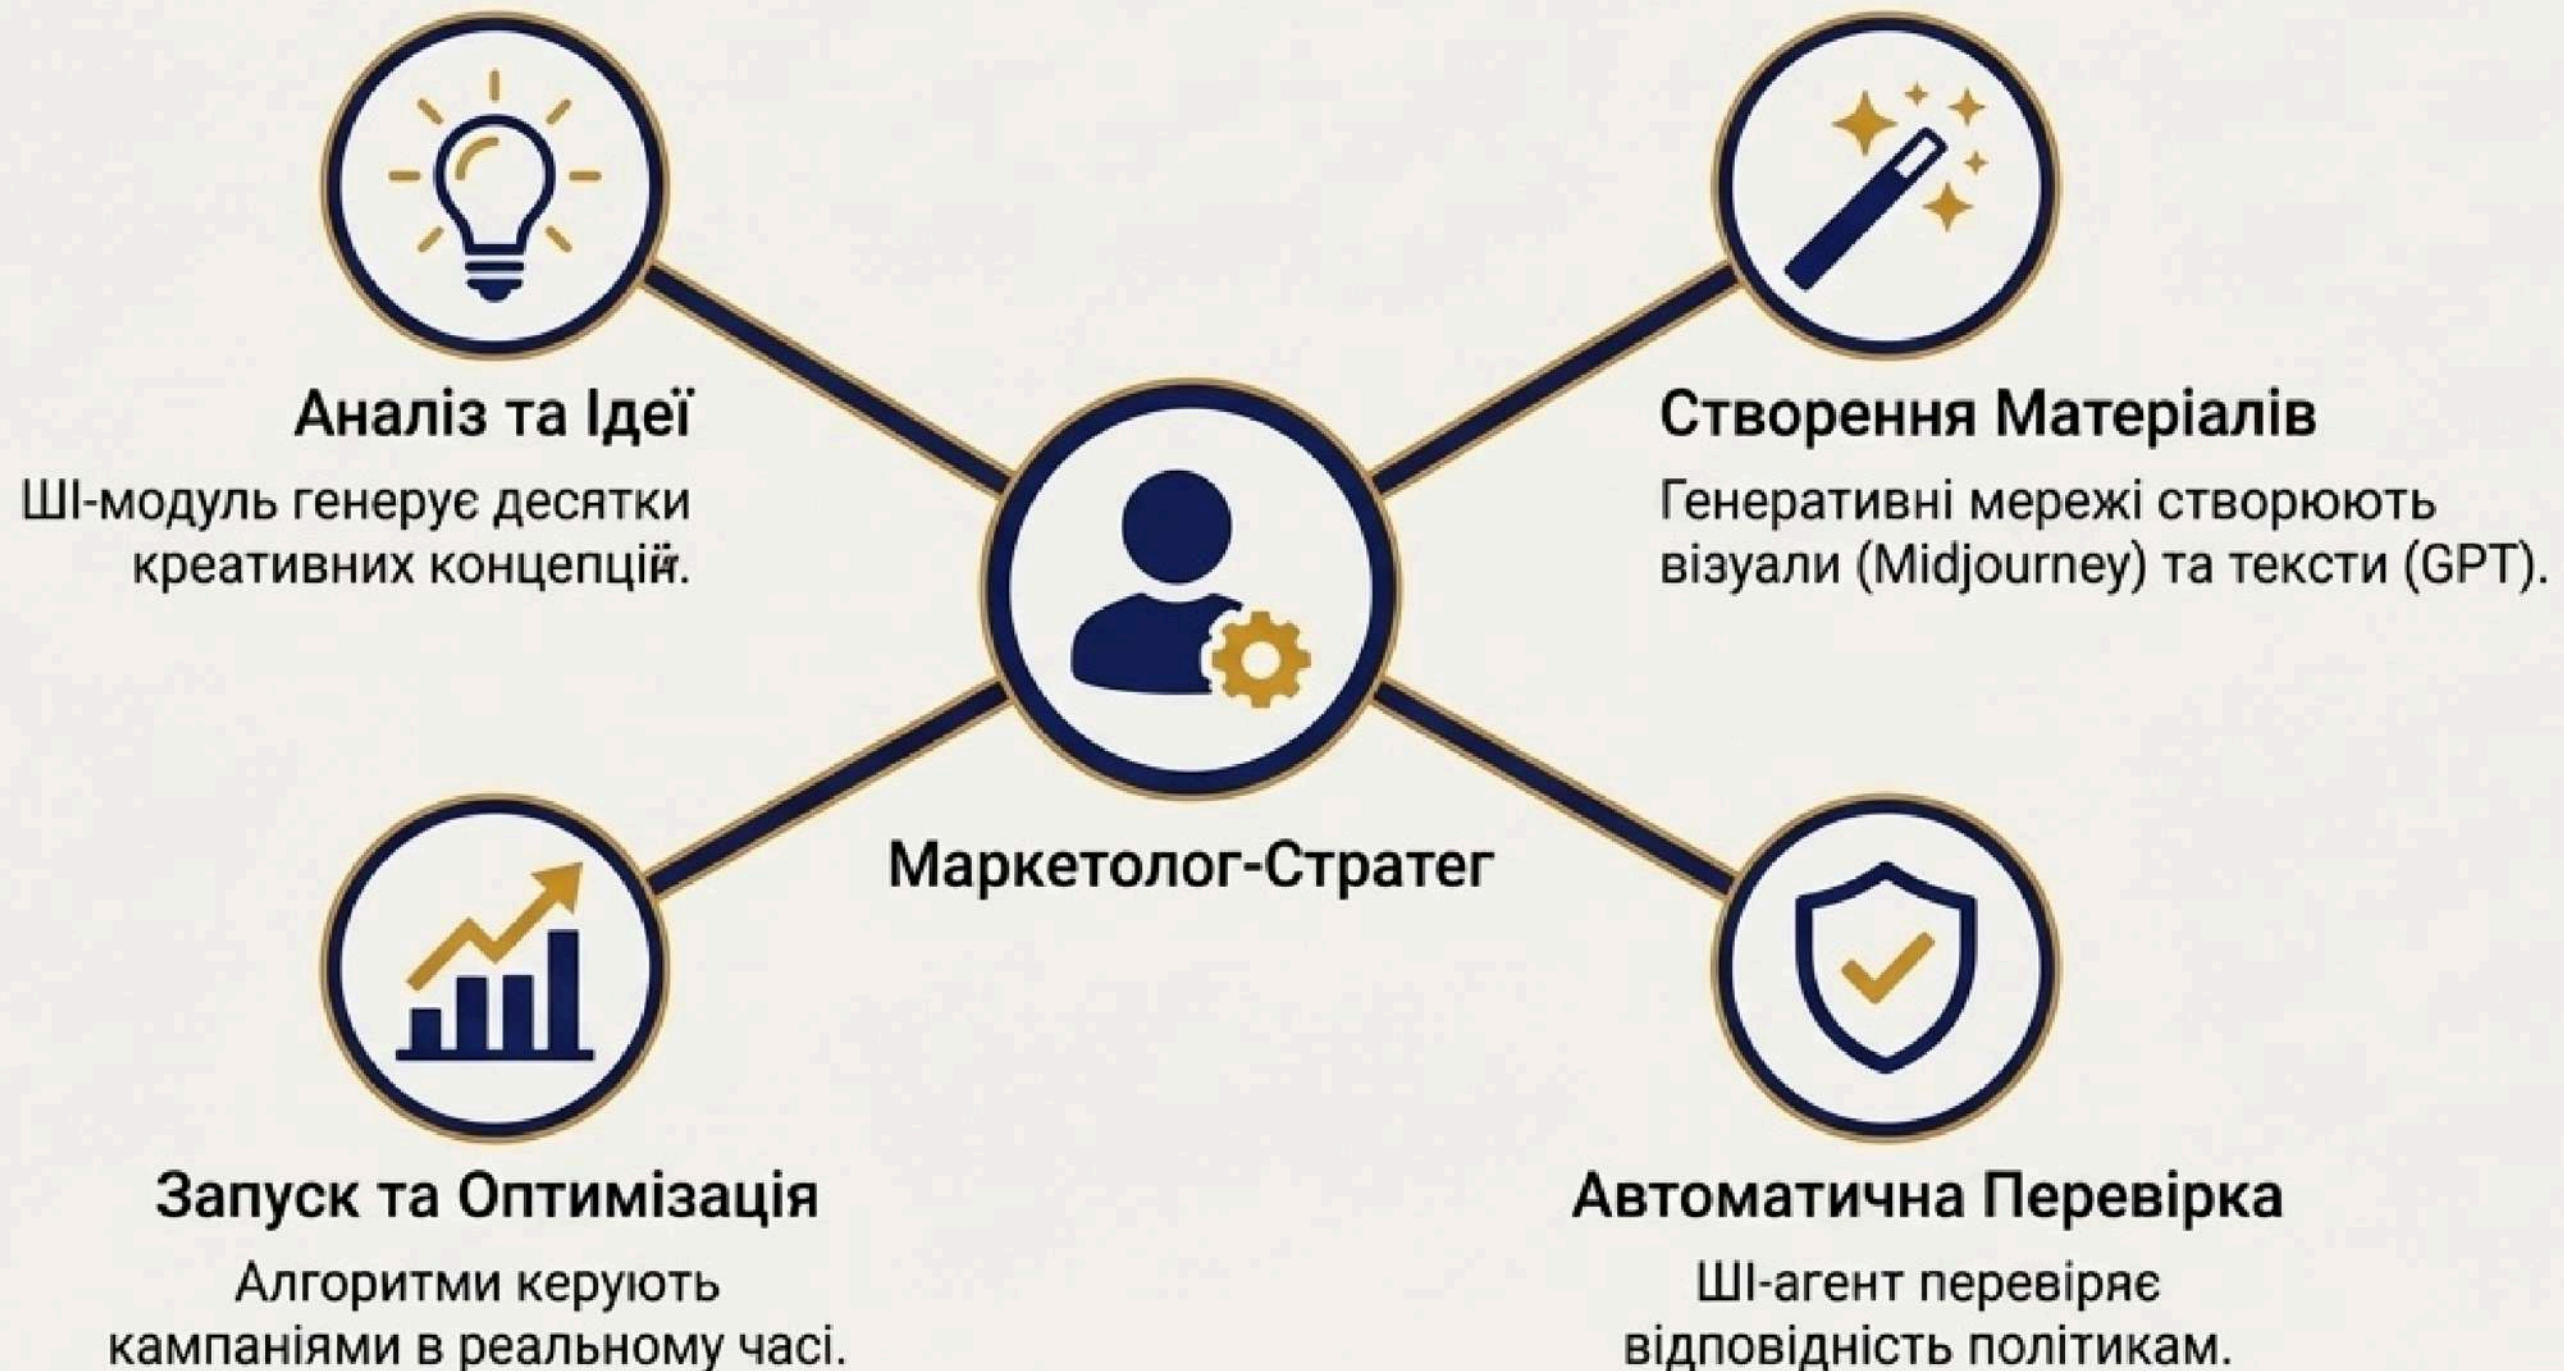 Аналіз та Ідеї
ШІ-модуль генерує десятки
креативних концепцій.
Створення Матеріалів
Генеративні мережі створюють
візуали (Midjourney) та тексти (GPT).
Маркетолог-Стратег
Запуск та Оптимізація
Алгоритми керують
кампаніями в реальному часі.
Автоматична Перевірка
ШІ-агент перевіряє
відповідність політикам.